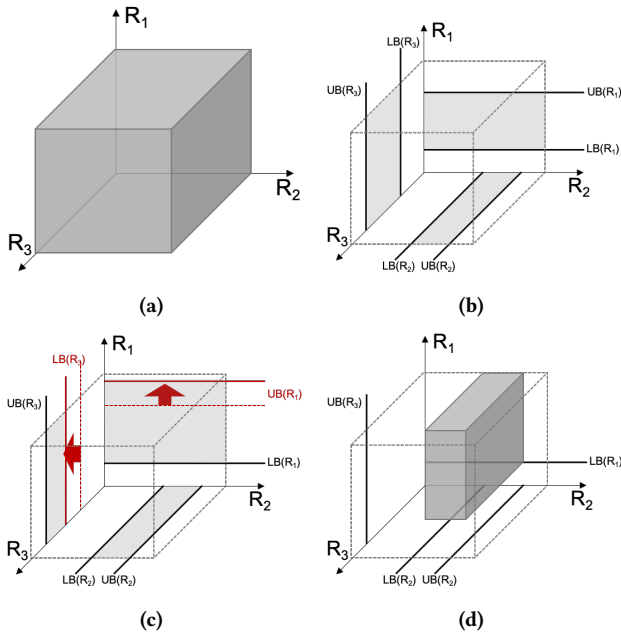 R1
R2
R3
(a)
R1
LB(R3)
UB(R3)
UB(R1)
LB(R1)
R2
R3
LB(R2)
UB(R2)
(b)
R1
LB(R3)
UB(R3)
UB(R1)
LB(R1)
R2
R3
LB(R2)
UB(R2)
(c)
R1
UB(R3)
LB(R1)
R2
R3
LB(R2)
UB(R2)
(d)